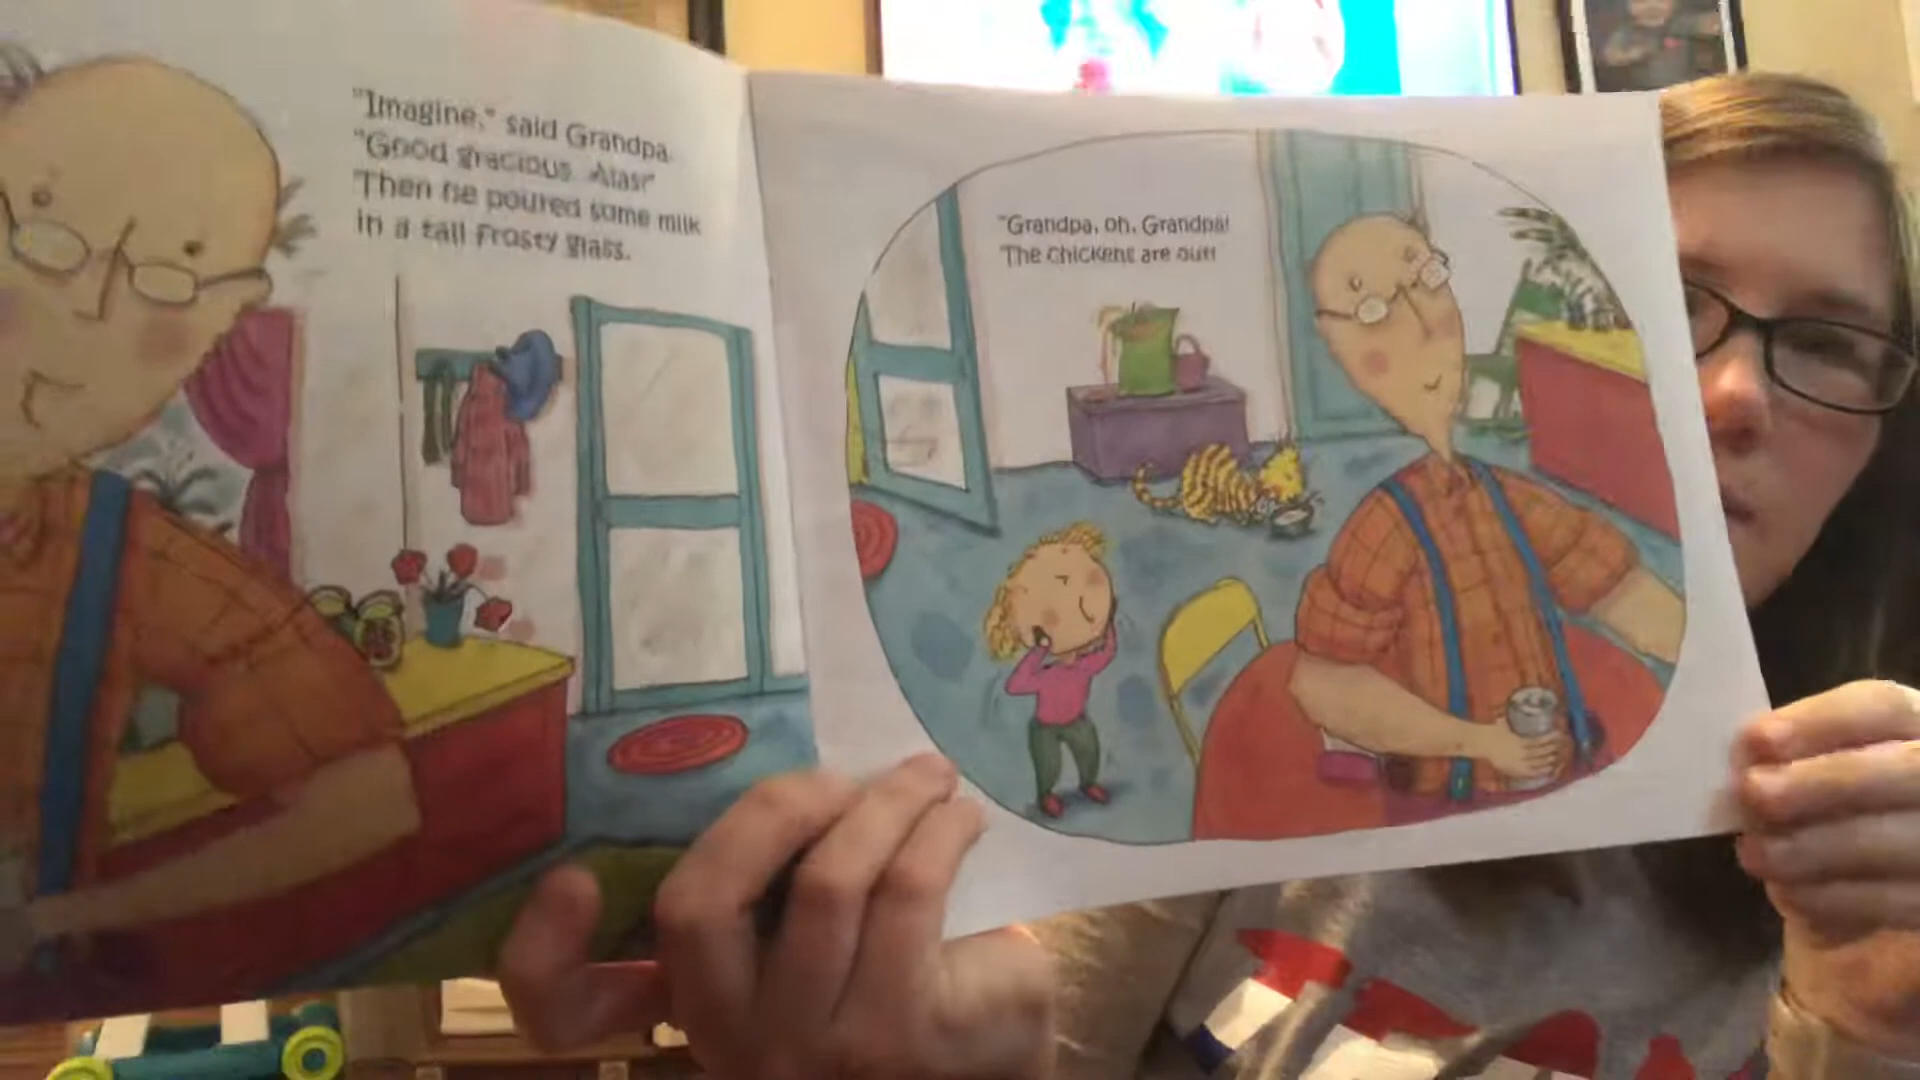 "Imagine," said Grandpa.
"Good gracious. Alas!"
Then he poured some milk
in a tall frosty glass.
"Grandpa, oh, Grandpa!
The chickens are out!